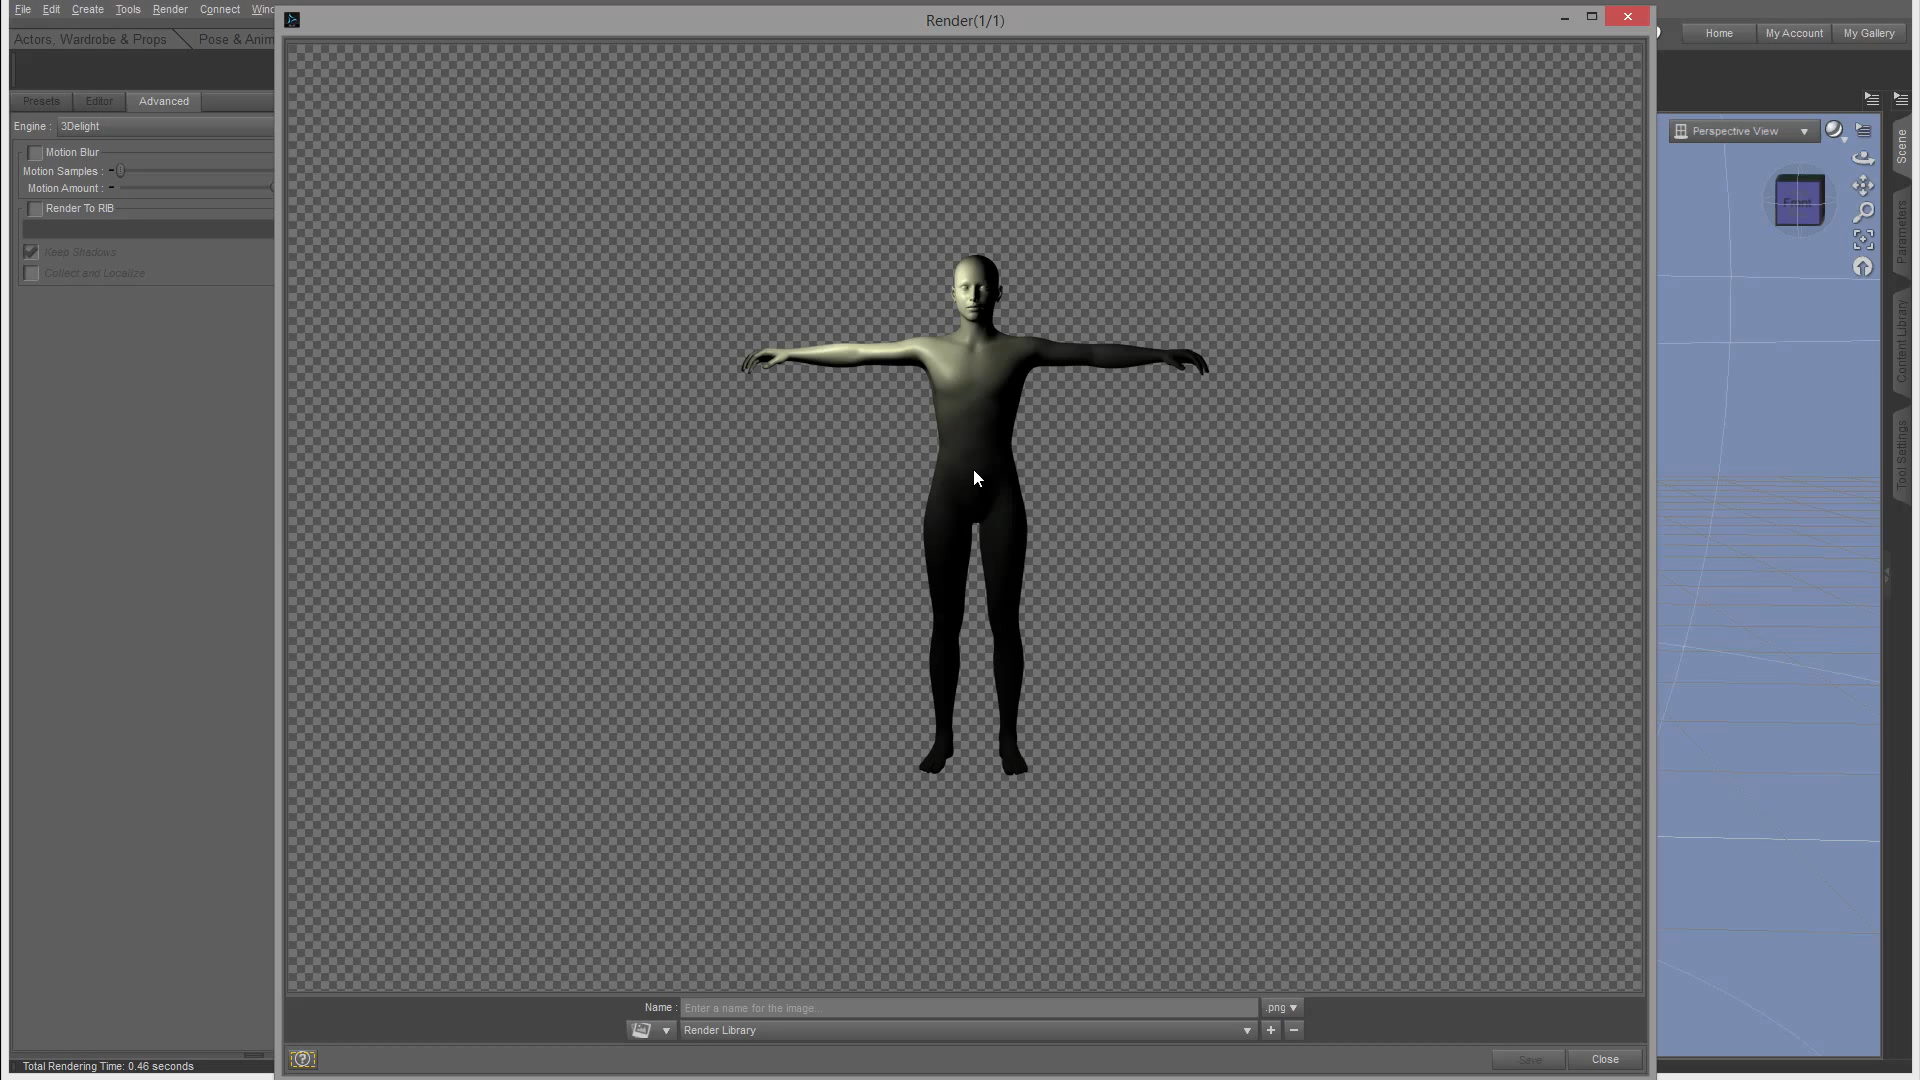 File Edit Create Tools Render Connect
Render(1/1)
Home My Account My Gallery
Actors, Wardrobe & Props Pose & Anim
Presets Editor Advanced
Engine : 3Delight
Motion Blur
Motion Samples :
Motion Amount :
Render To RIB
Keep Shadows
Collect and Localize
Perspective View
Front
Scene
Parameters
Content Library
Tool Settings
Name : Enter a name for the image... .png
Render Library
Save Close
Total Rendering Time: 0.46 seconds